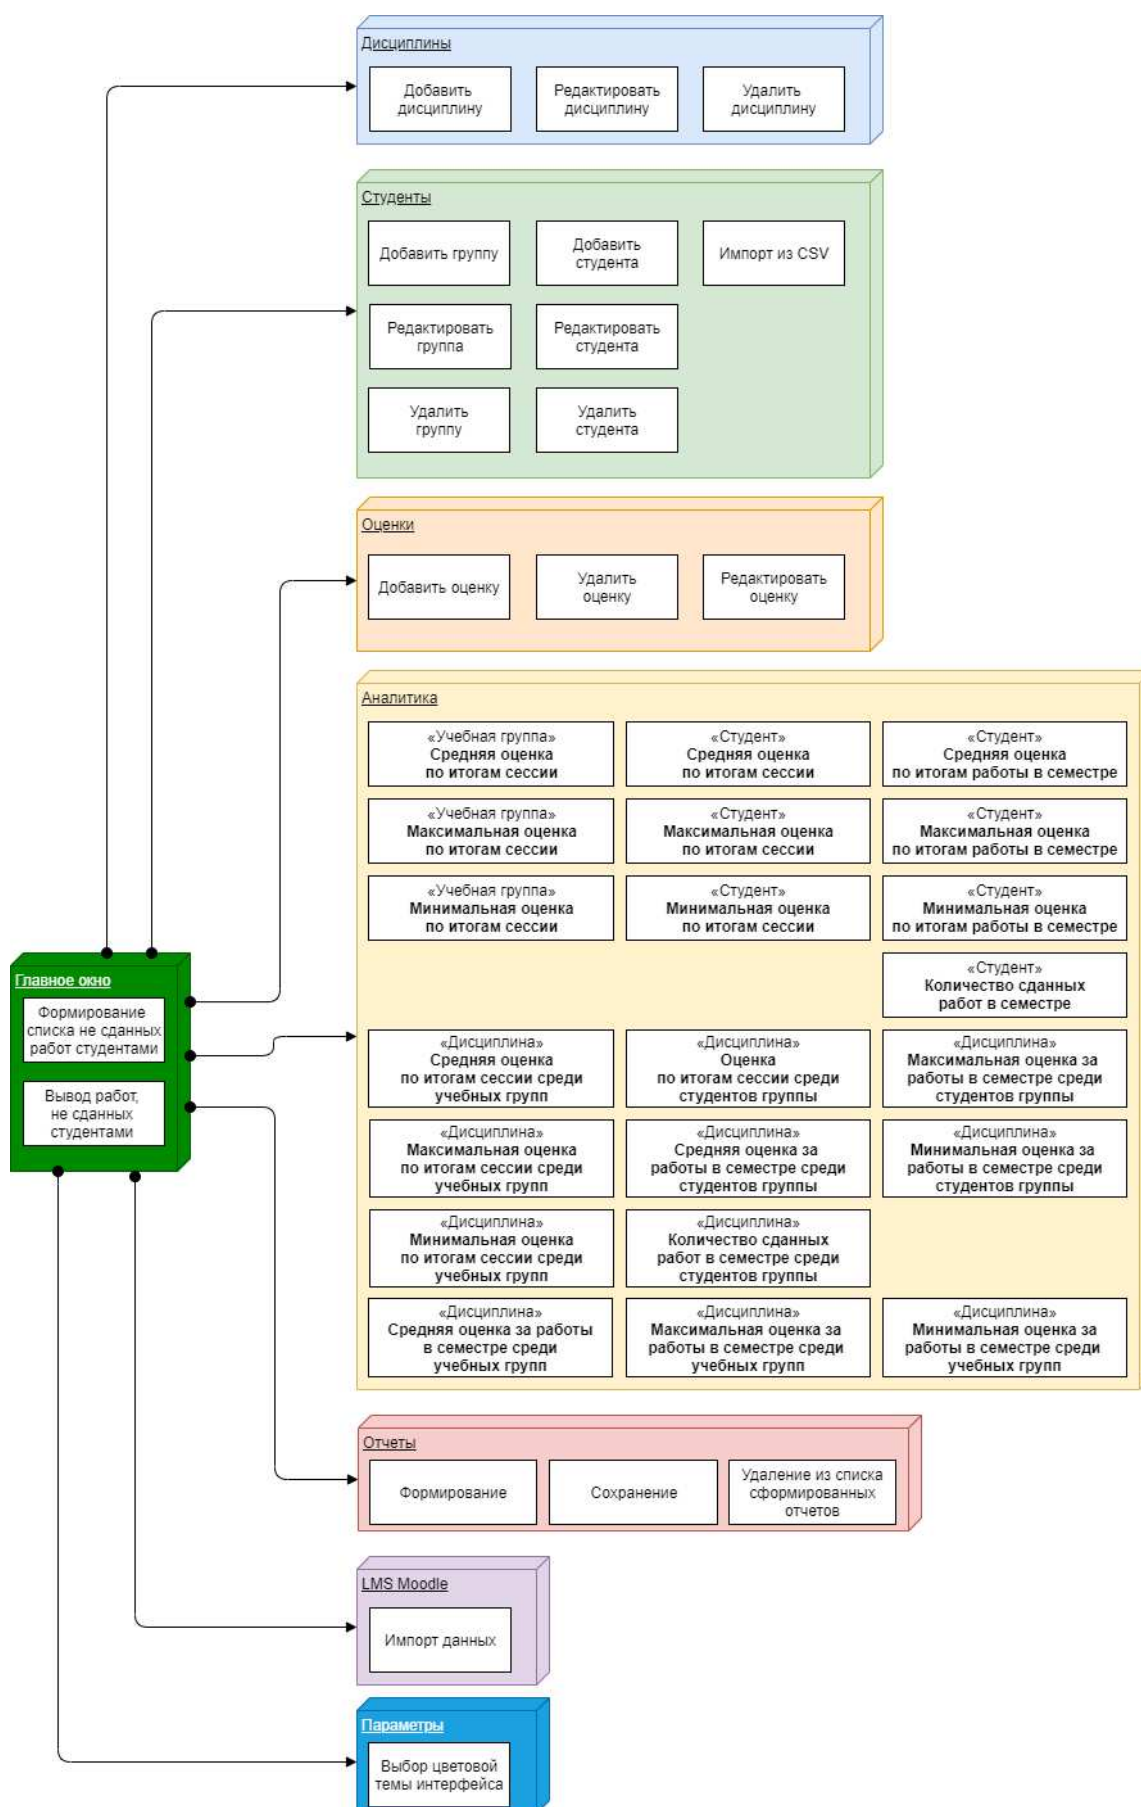 Дисциплины
Добавить
дисциплину
Редактировать
дисциплину
Удалить
дисциплину
Студенты
Добавить группу
Добавить
студента
Импорт из CSV
Редактировать
группа
Редактировать
студента
Удалить
группу
Удалить
студента
Оценки
Добавить оценку
Удалить
оценку
Редактировать
оценку
Аналитика
«Учебная группа»
Средняя оценка
по итогам сессии
«Студент»
Средняя оценка
по итогам сессии
«Студент»
Средняя оценка
по итогам работы в семестре
«Учебная группа»
Максимальная оценка
по итогам сессии
«Студент»
Максимальная оценка
по итогам сессии
«Студент»
Максимальная оценка
по итогам работы в семестре
«Учебная группа»
Минимальная оценка
по итогам сессии
«Студент»
Минимальная оценка
по итогам сессии
«Студент»
Минимальная оценка
по итогам работы в семестре
«Студент»
Количество сданных
работ в семестре
«Дисциплина»
Средняя оценка
по итогам сессии среди
учебных групп
«Дисциплина»
Оценка
по итогам сессии среди
студентов группы
«Дисциплина»
Максимальная оценка за
работы в семестре среди
студентов группы
«Дисциплина»
Максимальная оценка
по итогам сессии среди
учебных групп
«Дисциплина»
Средняя оценка за
работы в семестре среди
студентов группы
«Дисциплина»
Минимальная оценка за
работы в семестре среди
студентов группы
«Дисциплина»
Минимальная оценка
по итогам сессии среди
учебных групп
«Дисциплина»
Количество сданных
работ в семестре среди
студентов группы
«Дисциплина»
Средняя оценка за работы
в семестре среди
учебных групп
«Дисциплина»
Максимальная оценка за
работы в семестре среди
учебных групп
«Дисциплина»
Минимальная оценка за
работы в семестре среди
учебных групп
Главное окно
Формирование
списка не сданных
работ студентами
Вывод работ,
не сданных
студентами
Отчеты
Формирование
Сохранение
Удаление из списка
сформированных
отчетов
LMS Moodle
Импорт данных
Параметры
Выбор цветовой
темы интерфейса